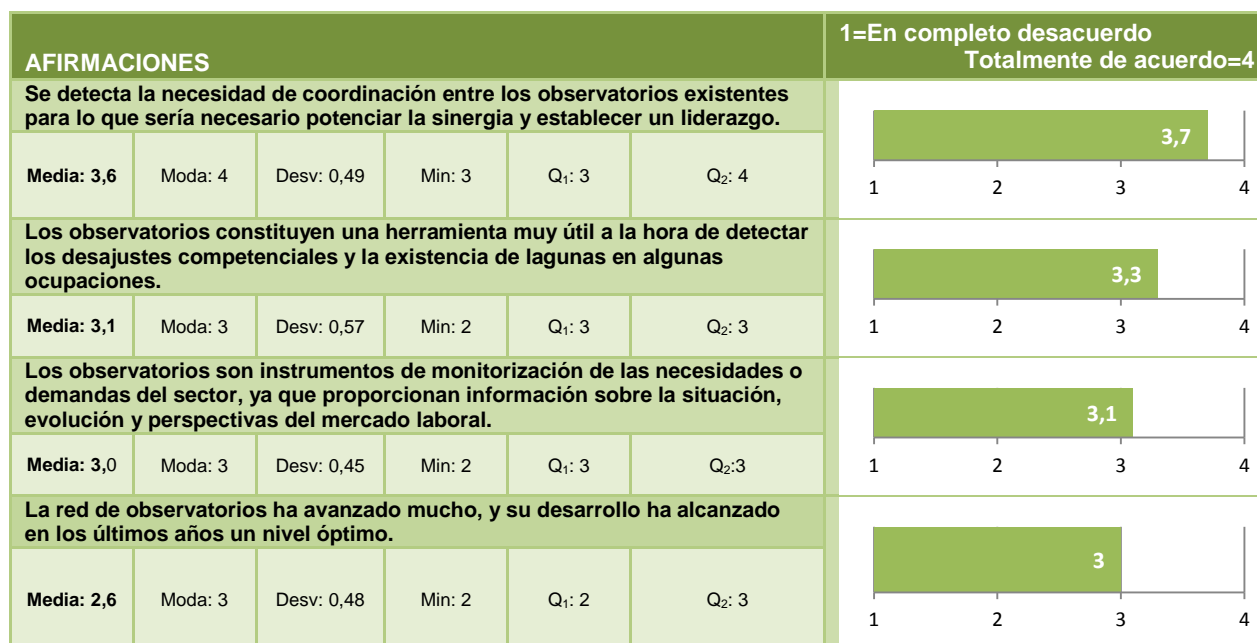 AFIRMACIONES
1=En completo desacuerdo
Totalmente de acuerdo=4
Se detecta la necesidad de coordinación entre los observatorios existentes
para lo que sería necesario potenciar la sinergia y establecer un liderazgo.
Media: 3,6 Moda: 4 Desv: 0,49 Min: 3 Q₁: 3 Q₂: 4
3,7
1 2 3 4
Los observatorios constituyen una herramienta muy útil a la hora de detectar
los desajustes competenciales y la existencia de lagunas en algunas
ocupaciones.
Media: 3,1 Moda: 3 Desv: 0,57 Min: 2 Q₁: 3 Q₂: 3
3,3
1 2 3 4
Los observatorios son instrumentos de monitorización de las necesidades o
demandas del sector, ya que proporcionan información sobre la situación,
evolución y perspectivas del mercado laboral.
Media: 3,0 Moda: 3 Desv: 0,45 Min: 2 Q₁: 3 Q₂:3
3,1
1 2 3 4
La red de observatorios ha avanzado mucho, y su desarrollo ha alcanzado
en los últimos años un nivel óptimo.
Media: 2,6 Moda: 3 Desv: 0,48 Min: 2 Q₁: 2 Q₂: 3
3
1 2 3 4